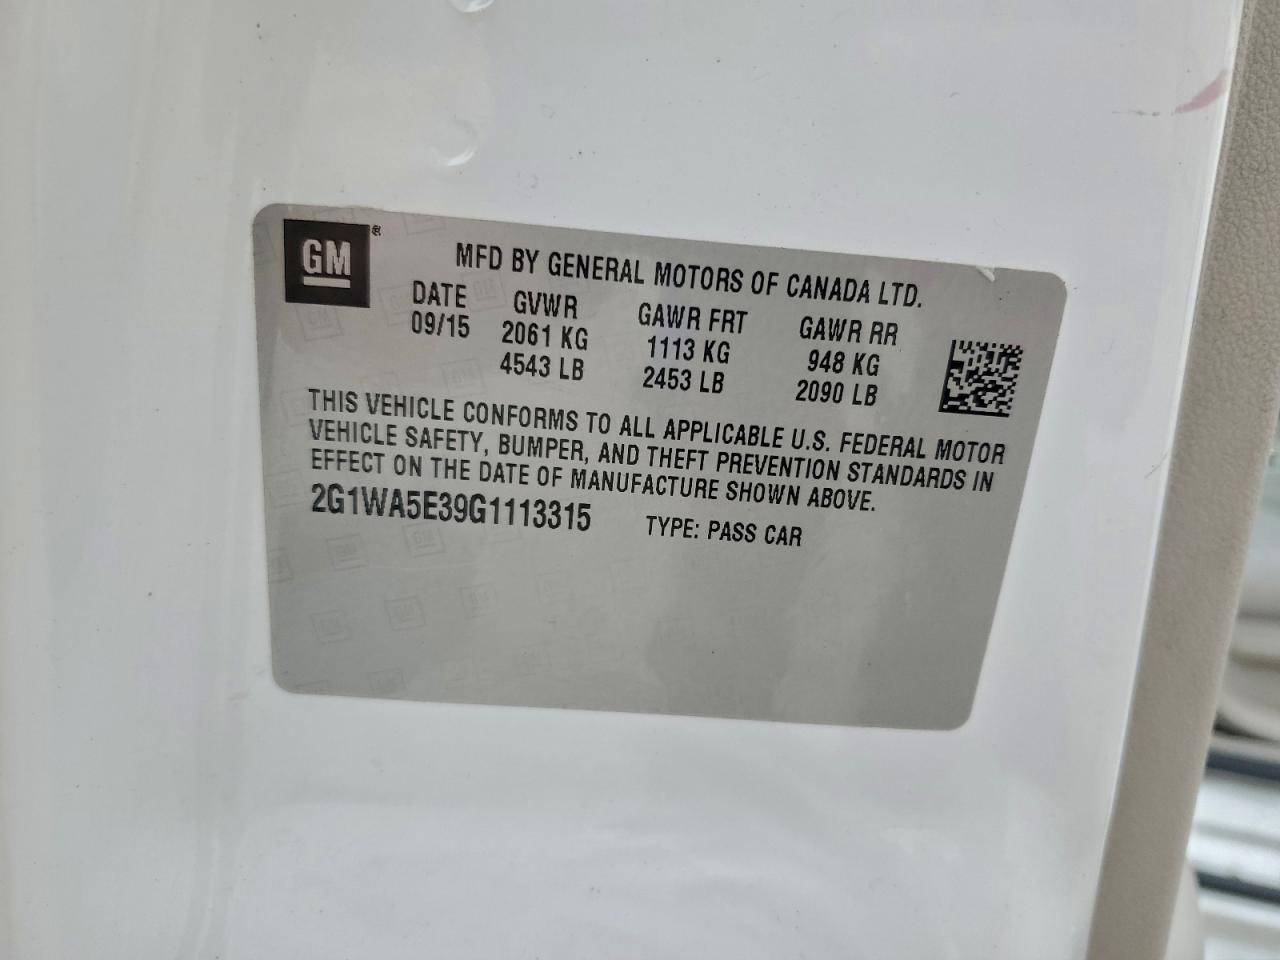 GM®
MFD BY GENERAL MOTORS OF CANADA LTD.
DATE GVWR GAWR FRT GAWR RR
09/15 2061 KG 1113 KG 948 KG
4543 LB 2453 LB 2090 LB
THIS VEHICLE CONFORMS TO ALL APPLICABLE U.S. FEDERAL MOTOR
VEHICLE SAFETY, BUMPER, AND THEFT PREVENTION STANDARDS IN
EFFECT ON THE DATE OF MANUFACTURE SHOWN ABOVE.
2G1WA5E39G1113315 TYPE: PASS CAR